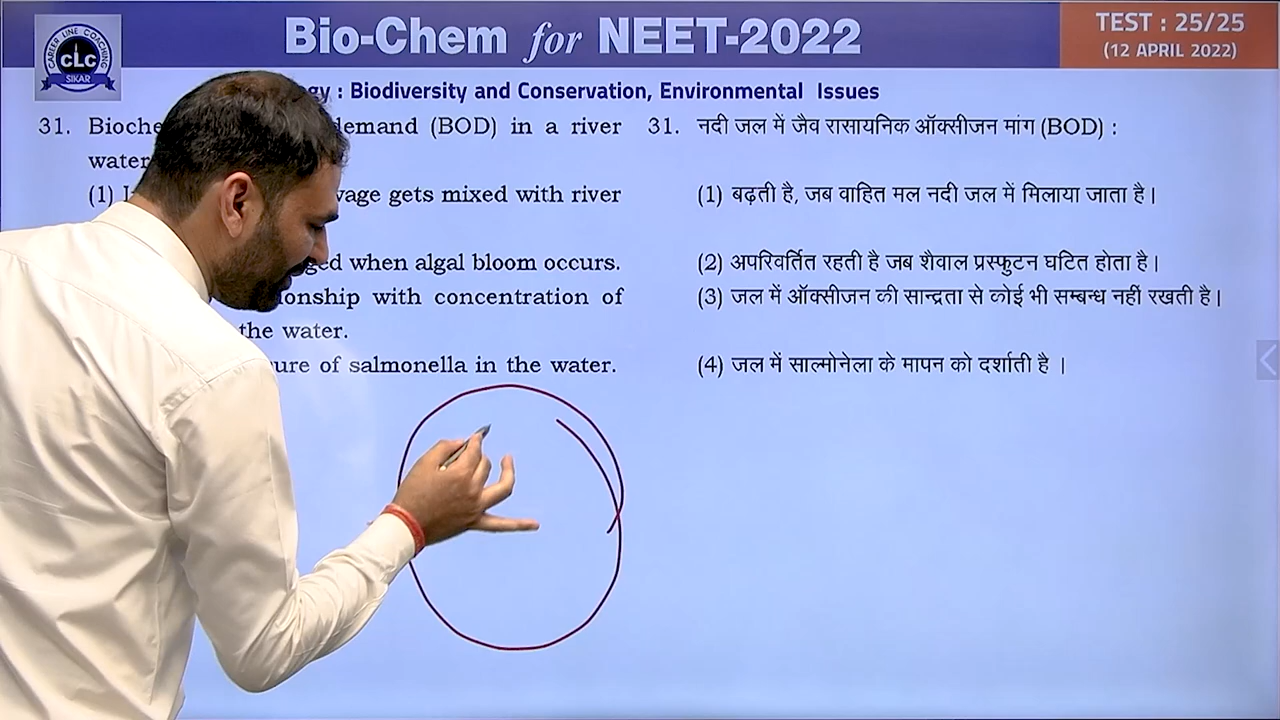 CAREER LINE COACHING
CLC
SIKAR
Bio-Chem for NEET-2022
TEST : 25/25
(12 APRIL 2022)
gy : Biodiversity and Conservation, Environmental Issues
31. Bioche demand (BOD) in a river
water
(1) I wage gets mixed with river
ged when algal bloom occurs.
ionship with concentration of
the water.
ure of salmonella in the water.
31. नदी जल में जैव रासायनिक ऑक्सीजन मांग (BOD) :
(1) बढ़ती है, जब वाहित मल नदी जल में मिलाया जाता है।
(2) अपरिवर्तित रहती है जब शैवाल प्रस्फुटन घटित होता है।
(3) जल में ऑक्सीजन की सान्द्रता से कोई भी सम्बन्ध नहीं रखती है।
(4) जल में साल्मोनेला के मापन को दर्शाती है ।